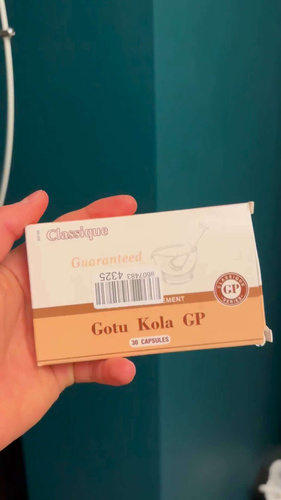 Classique
Guaranteed
0607483 4325
EMENT
GP
Gotu Kola GP
30 CAPSULES